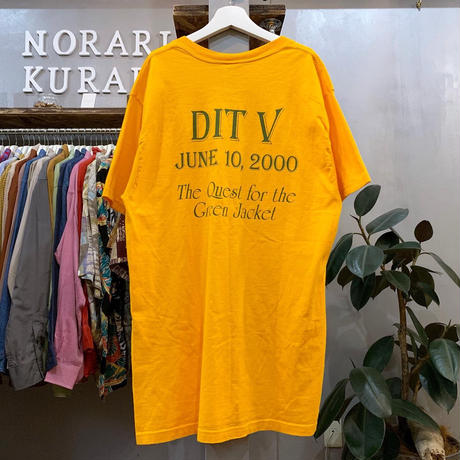 NORARI
KURARI
DIT V
JUNE 10, 2000
The Quest for the
Green Jacket